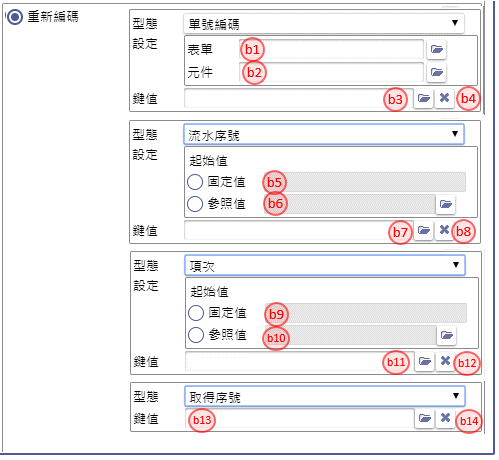 重新編碼
型態 單號編碼
設定
表單 b1
元件 b2
鍵值 b3 b4
型態 流水序號
設定
起始值
固定值 b5
參照值 b6
鍵值 b7 b8
型態 項次
設定
起始值
固定值 b9
參照值 b10
鍵值 b11 b12
型態 取得序號
鍵值 b13 b14